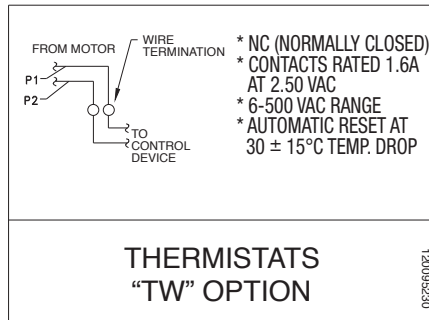 FROM MOTOR
P1
P2
WIRE
TERMINATION
TO
CONTROL
DEVICE
* NC (NORMALLY CLOSED)
* CONTACTS RATED 1.6A
AT 2.50 VAC
* 6-500 VAC RANGE
* AUTOMATIC RESET AT
30 ± 15°C TEMP. DROP
THERMISTATS
“TW” OPTION
120095230